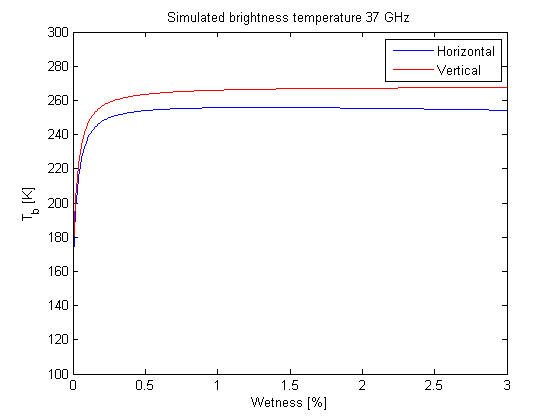 Simulated brightness temperature 37 GHz
300
280
260
240
220
200
180
160
140
120
100
T_b [K]
Horizontal
Vertical
0 0.5 1 1.5 2 2.5 3
Wetness [%]